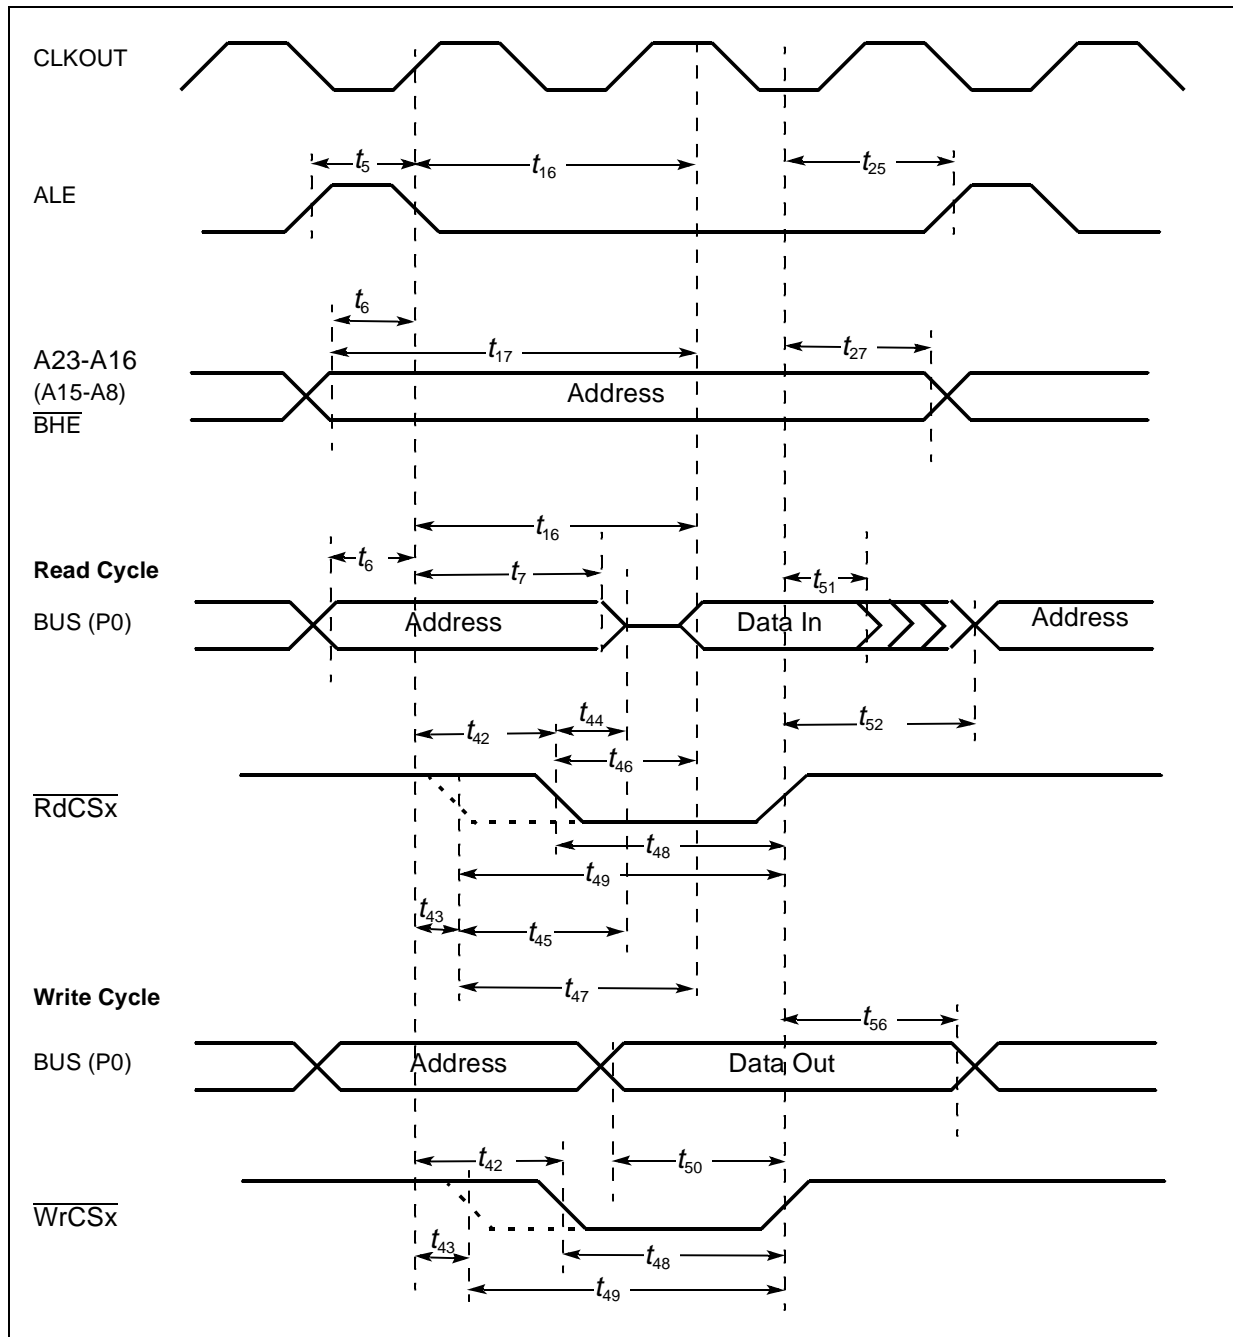 CLKOUT
t5
t16
t25
ALE
t6
t17
t27
A23-A16
(A15-A8)
BHE
Address
t16
t6
t7
t51
Read Cycle
BUS (P0)
Address
Data In
Address
t42
t44
t52
t46
RdCSx
t48
t49
t43
t45
t47
Write Cycle
t56
BUS (P0)
Address
Data Out
t42
t50
WrCSx
t43
t48
t49